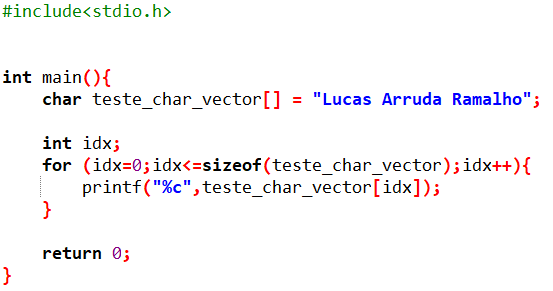 #include<stdio.h>
int main(){
    char teste_char_vector[] = "Lucas Arruda Ramalho";
    int idx;
    for (idx=0;idx<=sizeof(teste_char_vector);idx++){
        printf("%c",teste_char_vector[idx]);
    }
    return 0;
}